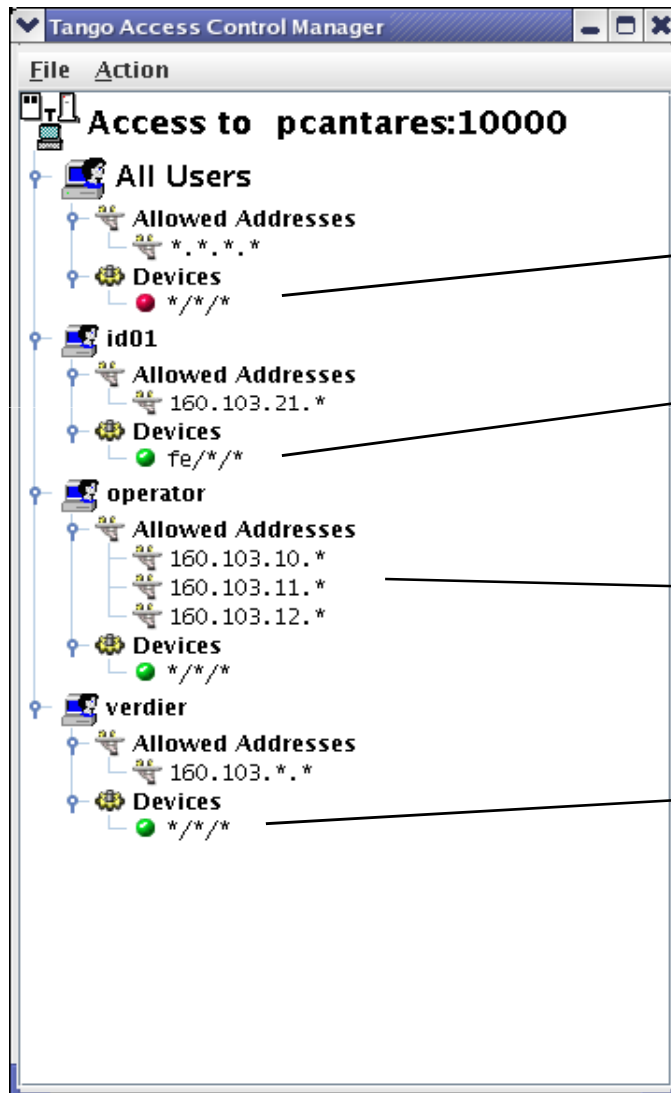 Tango Access Control Manager
File Action
Access to pcantares:10000
All Users
Allowed Addresses
*.*.*.*
Devices
*/*/*
id01
Allowed Addresses
160.103.21.*
Devices
fe/*/*
operator
Allowed Addresses
160.103.10.*
160.103.11.*
160.103.12.*
Devices
*/*/*
verdier
Allowed Addresses
160.103.*.*
Devices
*/*/*